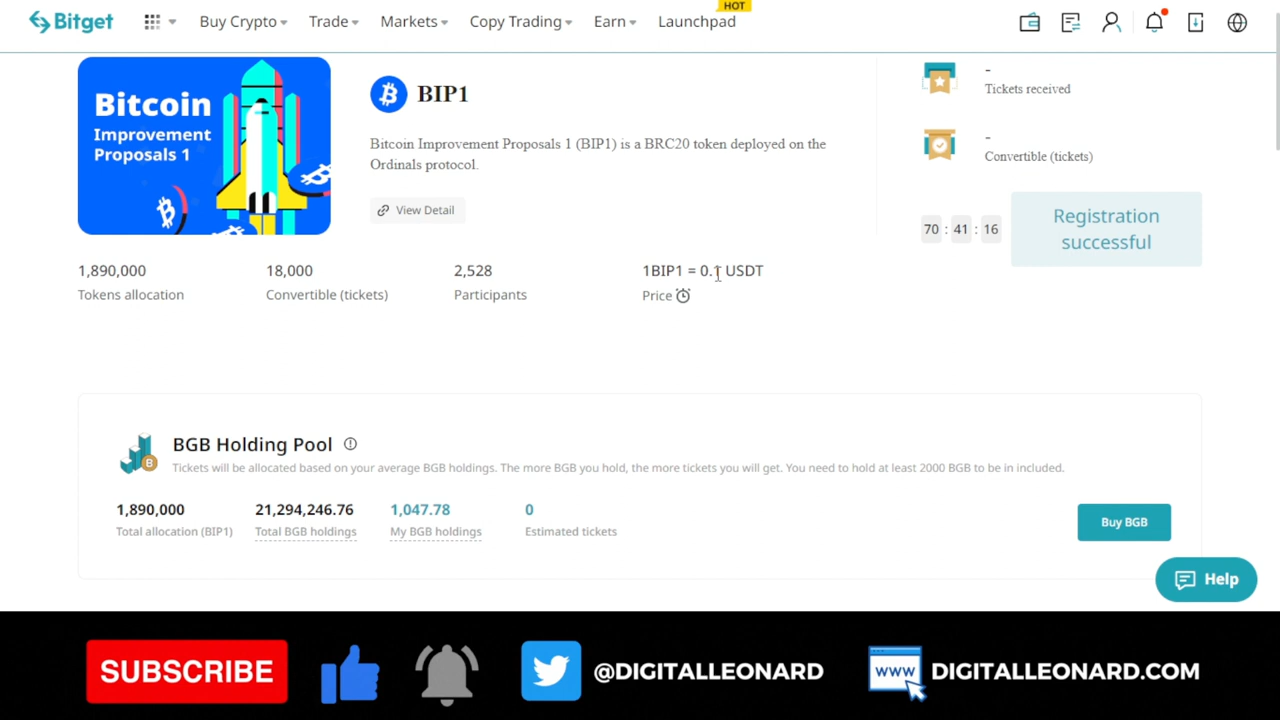 HOT
Bitget
Buy Crypto
Trade
Markets
Copy Trading
Earn
Launchpad
Bitcoin
Improvement
Proposals 1
BIP1
Bitcoin Improvement Proposals 1 (BIP1) is a BRC20 token deployed on the
Ordinals protocol.
View Detail
-
Tickets received
-
Convertible (tickets)
70 : 41 : 16
Registration
successful
1,890,000
Tokens allocation
18,000
Convertible (tickets)
2,528
Participants
1BIP1 = 0.1 USDT
Price
BGB Holding Pool
Tickets will be allocated based on your average BGB holdings. The more BGB you hold, the more tickets you will get. You need to hold at least 2000 BGB to be in included.
1,890,000
Total allocation (BIP1)
21,294,246.76
Total BGB holdings
1,047.78
My BGB holdings
0
Estimated tickets
Buy BGB
Help
SUBSCRIBE
@DIGITALLEONARD
WWW
DIGITALLEONARD.COM